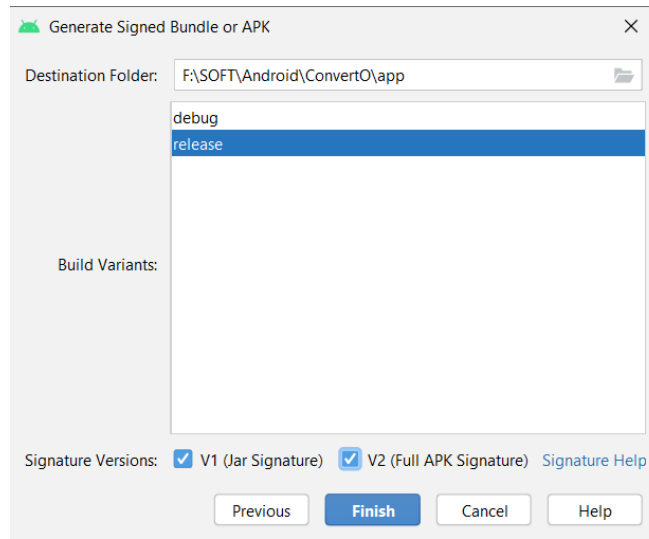 Generate Signed Bundle or APK
Destination Folder: F:\SOFT\Android\ConvertO\app
debug
release
Build Variants:
Signature Versions: V1 (Jar Signature) V2 (Full APK Signature) Signature Help
Previous Finish Cancel Help